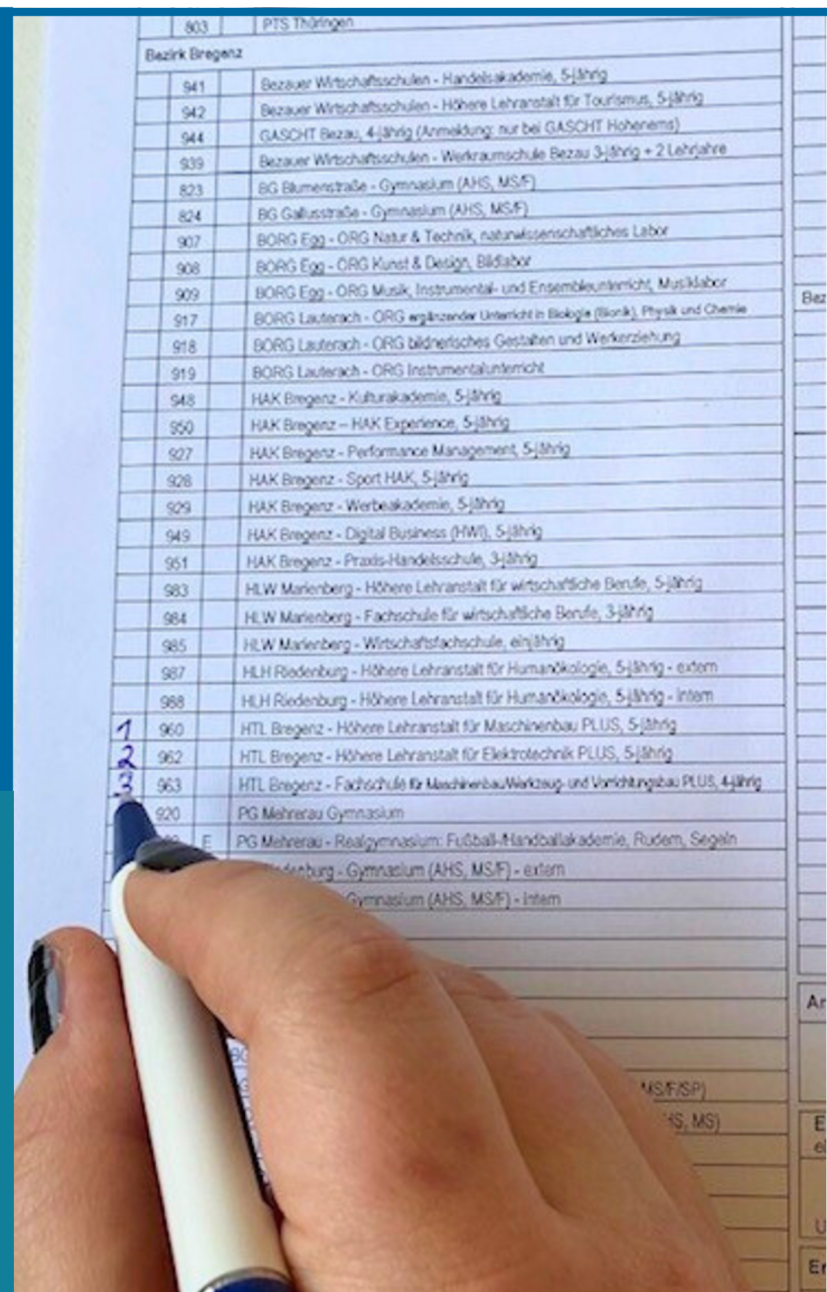 803 PTS Thüringen
Bezirk Bregenz
941 Bezauer Wirtschaftsschulen - Handelsakademie, 5-jährig
942 Bezauer Wirtschaftsschulen - Höhere Lehranstalt für Tourismus, 5-jährig
944 GASCHT Bezau, 4-jährig (Anmeldung: nur bei GASCHT Hohenems)
939 Bezauer Wirtschaftsschulen - Werkraumschule Bezau 3-jährig + 2 Lehrjahre
823 BG Blumenstraße - Gymnasium (AHS, MS/F)
824 BG Gallusstraße - Gymnasium (AHS, MS/F)
907 BORG Egg - ORG Natur & Technik, naturwissenschaftliches Labor
908 BORG Egg - ORG Kunst & Design, Bildlabor
909 BORG Egg - ORG Musik, Instrumental- und Ensembleunterricht, Musiklabor
Bez
917 BORG Lauterach - ORG ergänzender Unterricht in Biologie (Bionik), Physik und Chemie
918 BORG Lauterach - ORG bildnerisches Gestalten und Werkerziehung
919 BORG Lauterach - ORG Instrumentalunterricht
948 HAK Bregenz - Kulturakademie, 5-jährig
950 HAK Bregenz – HAK Experience, 5-jährig
927 HAK Bregenz - Performance Management, 5-jährig
928 HAK Bregenz - Sport HAK, 5-jährig
929 HAK Bregenz - Werbeakademie, 5-jährig
949 HAK Bregenz - Digital Business (HWI), 5-jährig
951 HAK Bregenz - Praxis-Handelsschule, 3-jährig
983 HLW Marienberg - Höhere Lehranstalt für wirtschaftliche Berufe, 5-jährig
984 HLW Marienberg - Fachschule für wirtschaftliche Berufe, 3-jährig
985 HLW Marienberg - Wirtschaftsfachschule, einjährig
987 HLH Riedenburg - Höhere Lehranstalt für Humanökologie, 5-jährig - extern
988 HLH Riedenburg - Höhere Lehranstalt für Humanökologie, 5-jährig - intern
1 960 HTL Bregenz - Höhere Lehranstalt für Maschinenbau PLUS, 5-jährig
2 962 HTL Bregenz - Höhere Lehranstalt für Elektrotechnik PLUS, 5-jährig
3 963 HTL Bregenz - Fachschule für Maschinenbau/Werkzeug- und Vorrichtungsbau PLUS, 4-jährig
920 PG Mehrerau Gymnasium
E PG Mehrerau - Realgymnasium: Fußball-/Handballakademie, Rudern, Segeln
denburg - Gymnasium (AHS, MS/F) - extern
Gymnasium (AHS, MS/F) - intern
Ar
MS/F/SP)
HS, MS)
E
el
U
Er